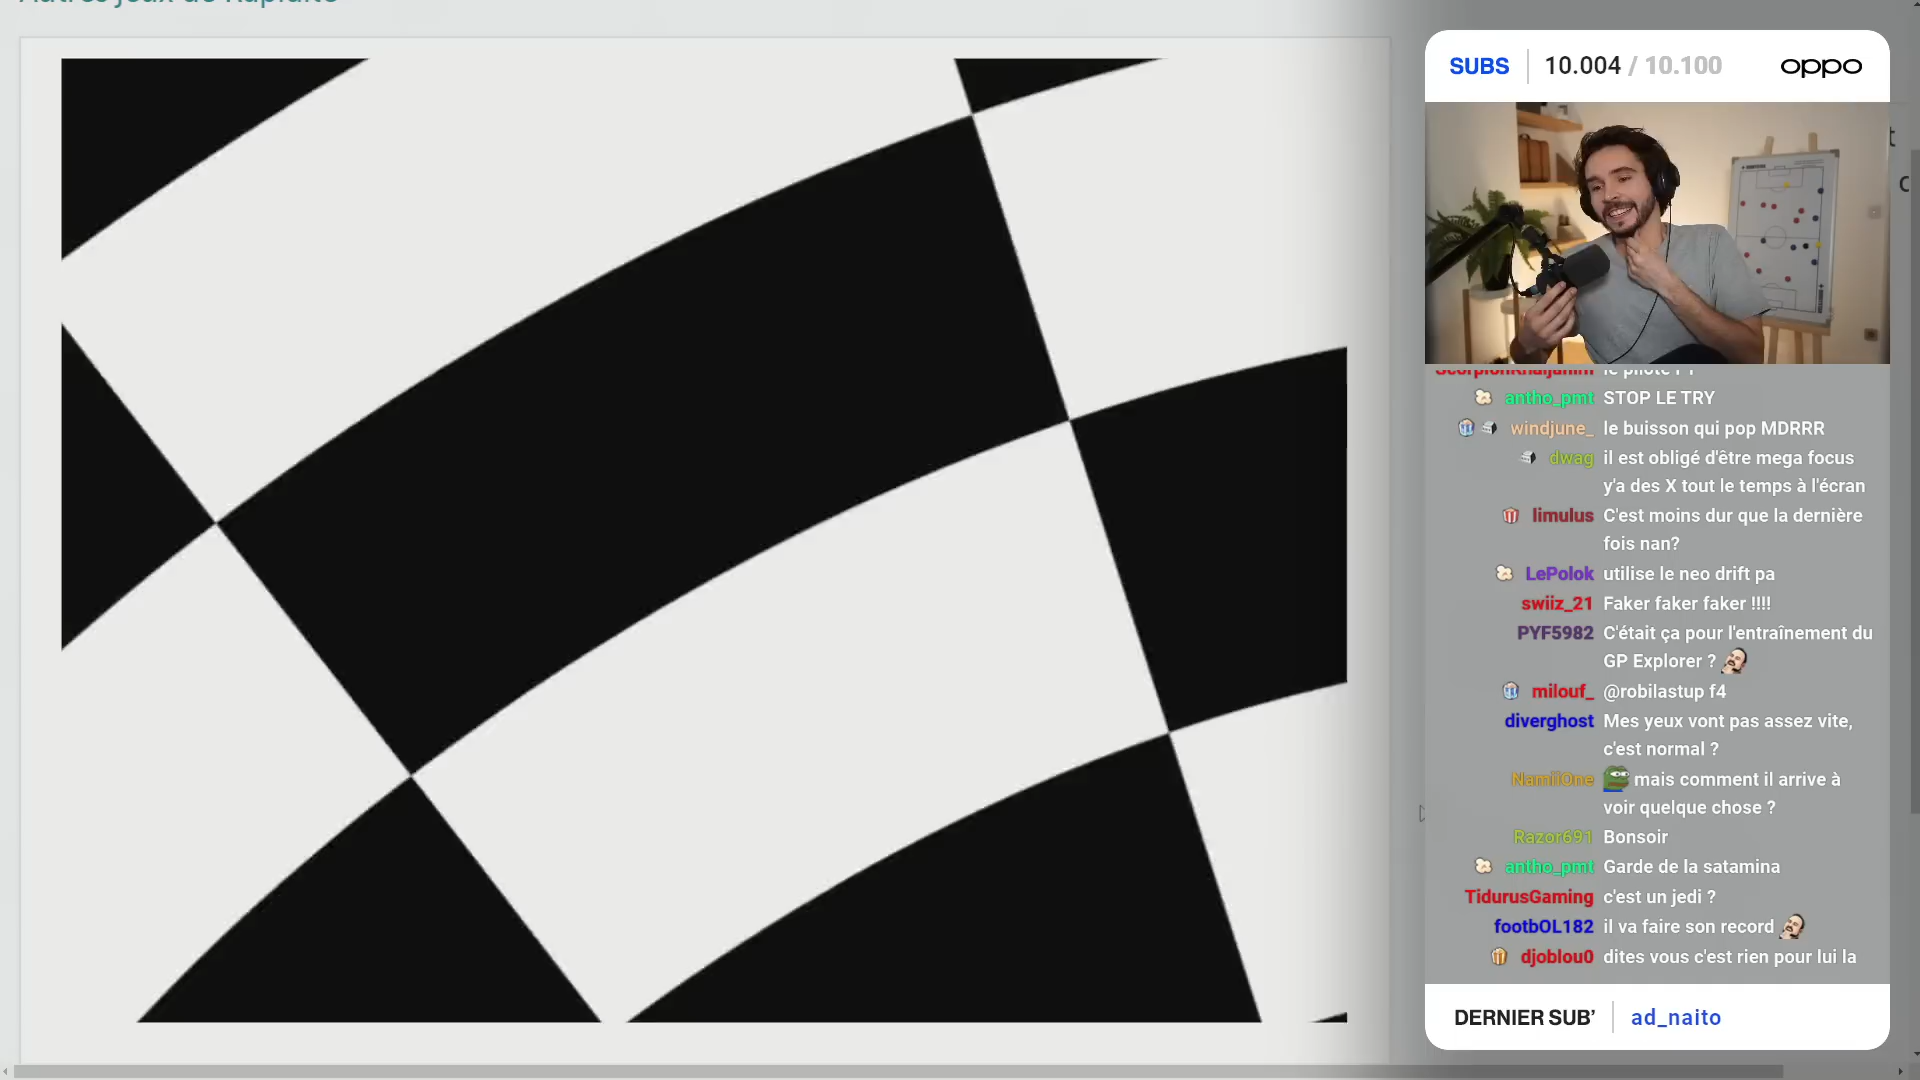 Autres jeux de Rapidito
SUBS 10.004 / 10.100 oppo
antho_pmt STOP LE TRY
windjune_ le buisson qui pop MDRRR
dwag il est obligé d'être mega focus
y'a des X tout le temps à l'écran
limulus C'est moins dur que la dernière
fois nan?
LePolok utilise le neo drift pa
swiiz_21 Faker faker faker !!!!
PYF5982 C'était ça pour l'entraînement du
GP Explorer ?
milouf_ @robilastup f4
diverghost Mes yeux vont pas assez vite,
c'est normal ?
NamiiOne mais comment il arrive à
voir quelque chose ?
Razor691 Bonsoir
antho_pmt Garde de la satamina
TidurusGaming c'est un jedi ?
footbOL182 il va faire son record
djoblou0 dites vous c'est rien pour lui la
DERNIER SUB' ad_naito